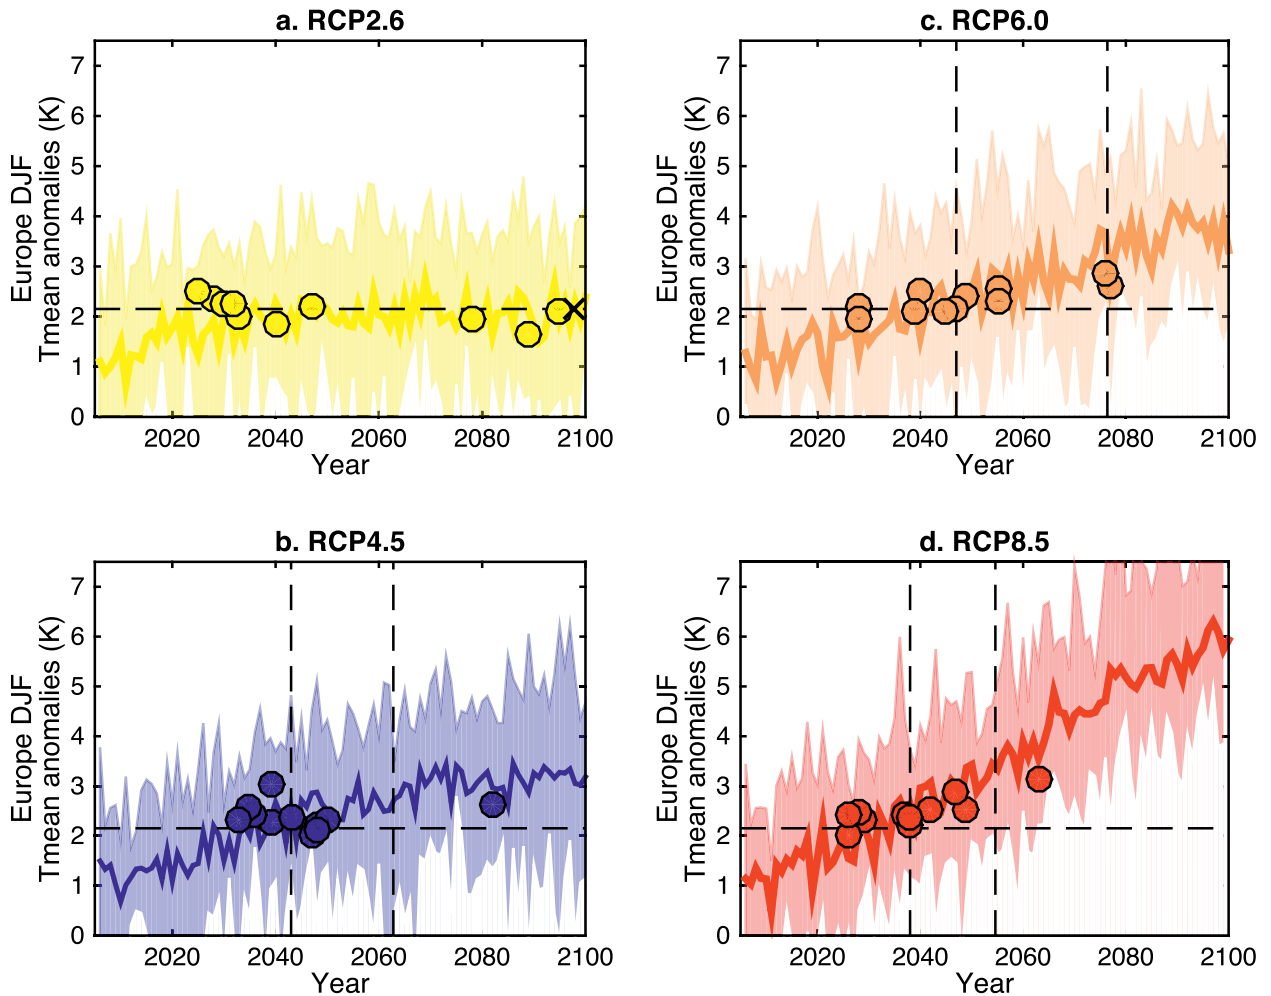 a. RCP2.6
Europe DJF
Tmean anomalies (K)
7
6
5
4
3
2
1
0
2020 2040 2060 2080 2100
Year
c. RCP6.0
Europe DJF
Tmean anomalies (K)
7
6
5
4
3
2
1
0
2020 2040 2060 2080 2100
Year
b. RCP4.5
Europe DJF
Tmean anomalies (K)
7
6
5
4
3
2
1
0
2020 2040 2060 2080 2100
Year
d. RCP8.5
Europe DJF
Tmean anomalies (K)
7
6
5
4
3
2
1
0
2020 2040 2060 2080 2100
Year